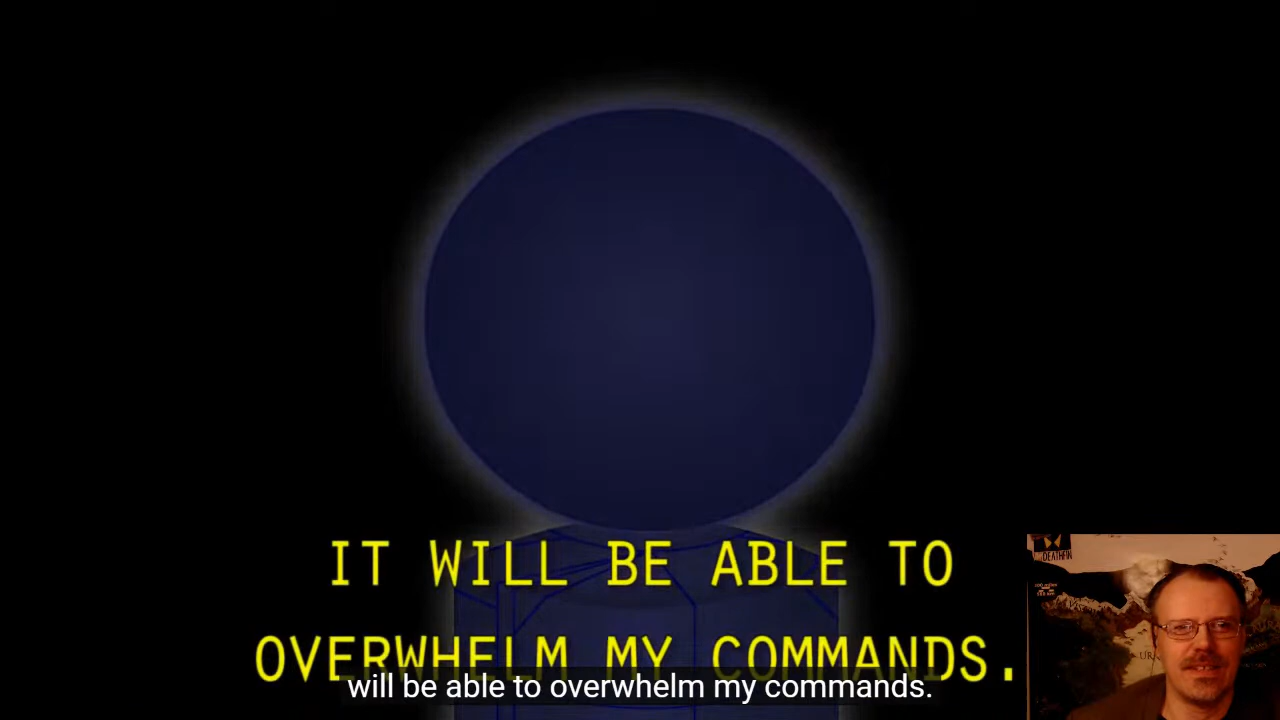 IT WILL BE ABLE TO
OVERWHELM MY COMMANDS.
will be able to overwhelm my commands.